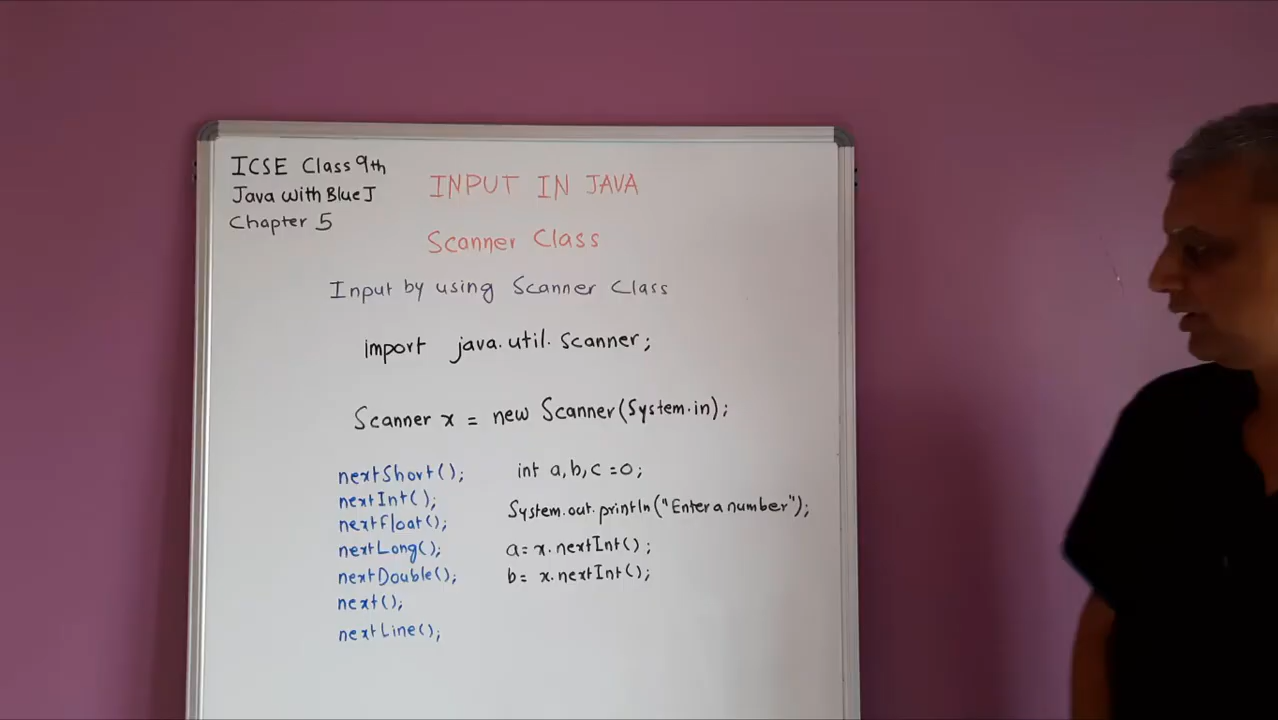 ICSE Class 9th
Java with BlueJ
Chapter 5
INPUT IN JAVA
Scanner Class
Input by using Scanner Class
import java.util.Scanner;
Scanner x = new Scanner(System.in);
nextShort();
nextInt();
nextFloat();
nextLong();
nextDouble();
next();
nextLine();
int a,b,c =0;
System.out.println("Enter a number");
a= x.nextInt();
b= x.nextInt();